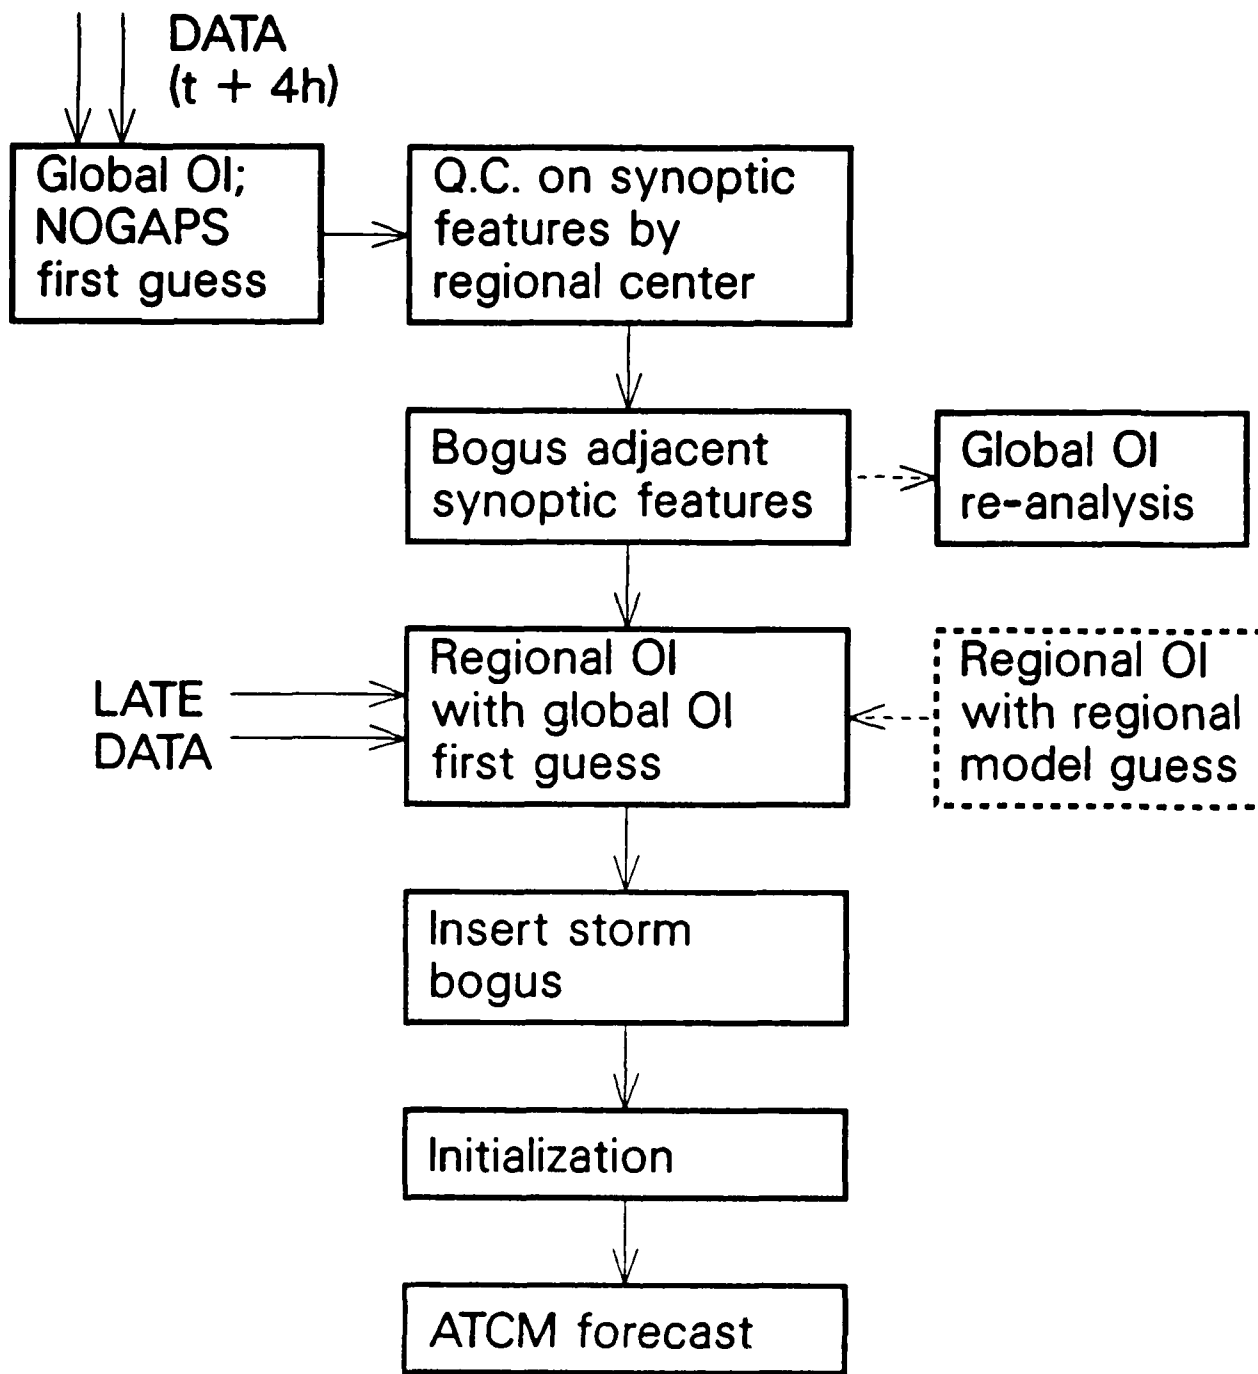 DATA
(t + 4h)
Global OI;
NOGAPS
first guess
Q.C. on synoptic
features by
regional center
Bogus adjacent
synoptic features
Global OI
re-analysis
LATE
DATA
Regional OI
with global OI
first guess
Regional OI
with regional
model guess
Insert storm
bogus
Initialization
ATCM forecast